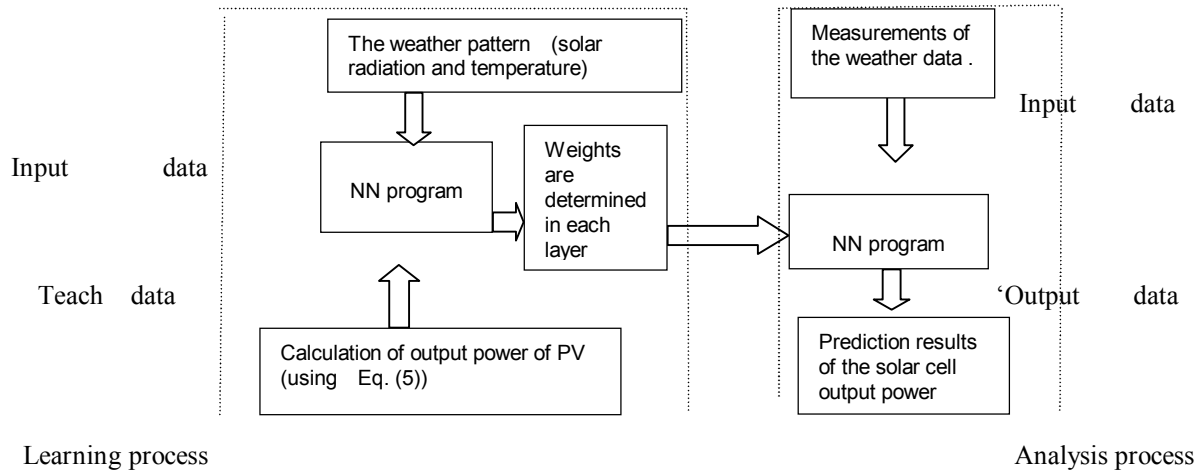 The weather pattern (solar
radiation and temperature)
Measurements of
the weather data .
Input data
Input data
NN program
Weights
are
determined
in each
layer
NN program
Teach data
‘Output data
Calculation of output power of PV
(using Eq. (5))
Prediction results
of the solar cell
output power
Learning process
Analysis process